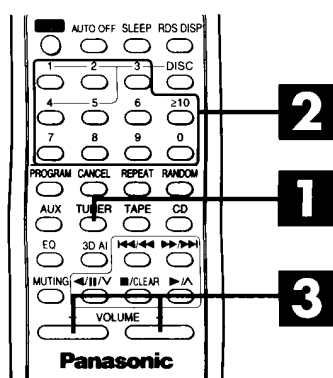 AUTO OFF SLEEP RDS DISP
1 2 3 DISC
4 5 6 ≥10
2
7 8 9 0
PROGRAM CANCEL REPEAT RANDOM
1
AUX TUNER TAPE CD
EQ 3D AI I◀◀/◀◀ ▶▶/▶▶I
MUTING ◀/II/∨ ■/CLEAR ▶/∧
3
VOLUME
Panasonic